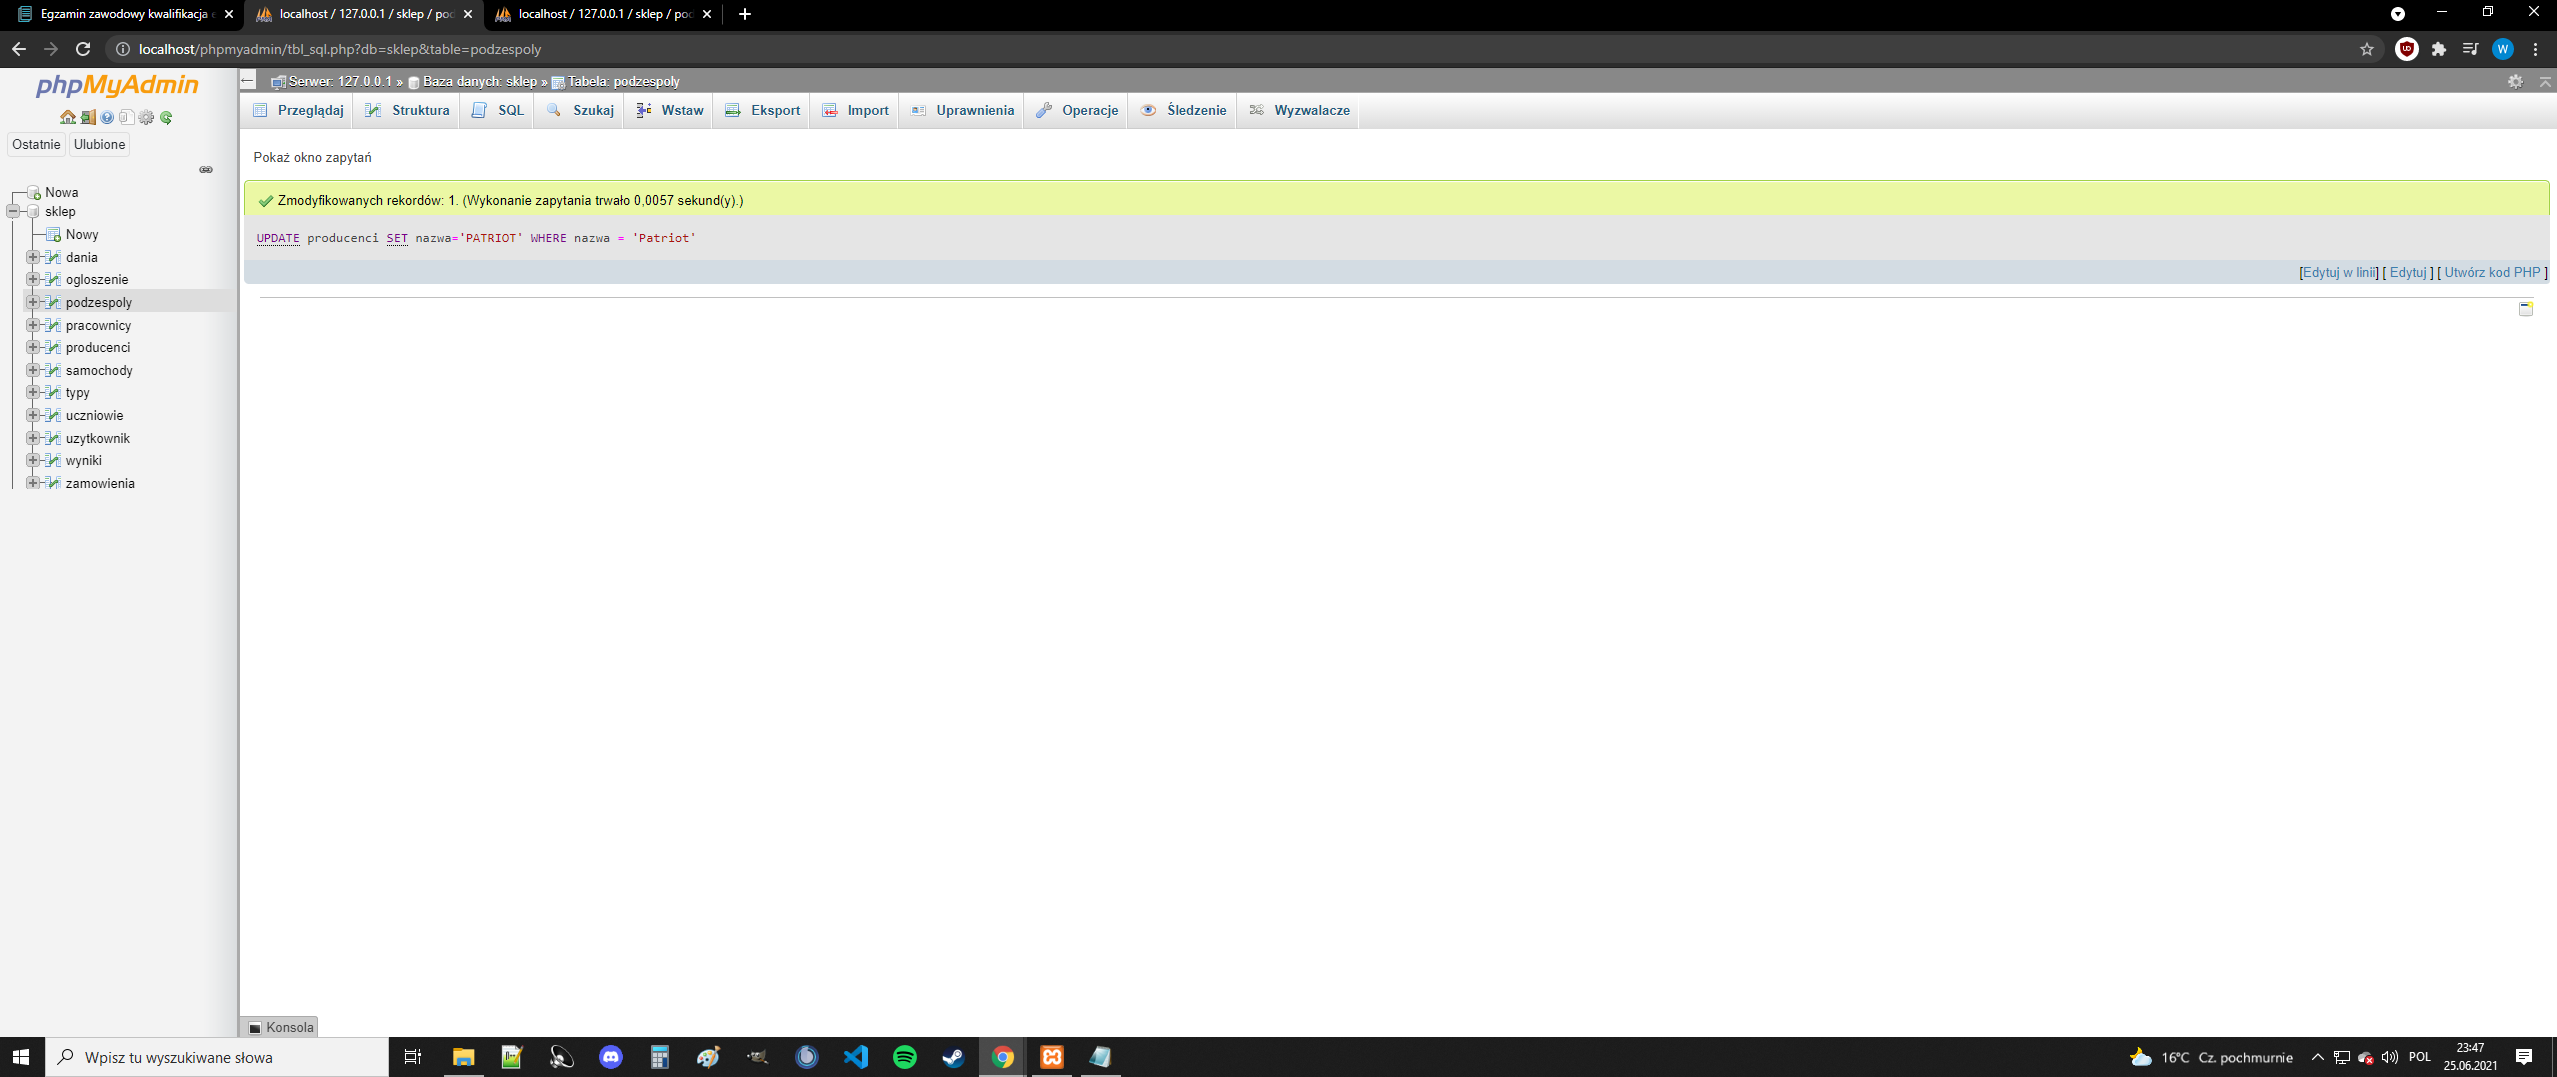 Egzamin zawodowy kwalifikacja e
localhost / 127.0.0.1 / sklep / pod
localhost / 127.0.0.1 / sklep / pod
localhost/phpmyadmin/tbl_sql.php?db=sklep&table=podzespoly
W
phpMyAdmin
Serwer: 127.0.0.1 » Baza danych: sklep » Tabela: podzespoly
Przeglądaj Struktura SQL Szukaj Wstaw Eksport Import Uprawnienia Operacje Śledzenie Wyzwalacze
Ostatnie Ulubione
Nowa
sklep
Nowy
dania
ogloszenie
podzespoly
pracownicy
producenci
samochody
typy
uczniowie
uzytkownik
wyniki
zamowienia
Pokaż okno zapytań
Zmodyfikowanych rekordów: 1. (Wykonanie zapytania trwało 0,0057 sekund(y).)
UPDATE producenci SET nazwa='PATRIOT' WHERE nazwa = 'Patriot'
[Edytuj w linii] [ Edytuj ] [ Utwórz kod PHP ]
Konsola
Wpisz tu wyszukiwane słowa
16°C Cz. pochmurnie
POL
23:47
25.06.2021